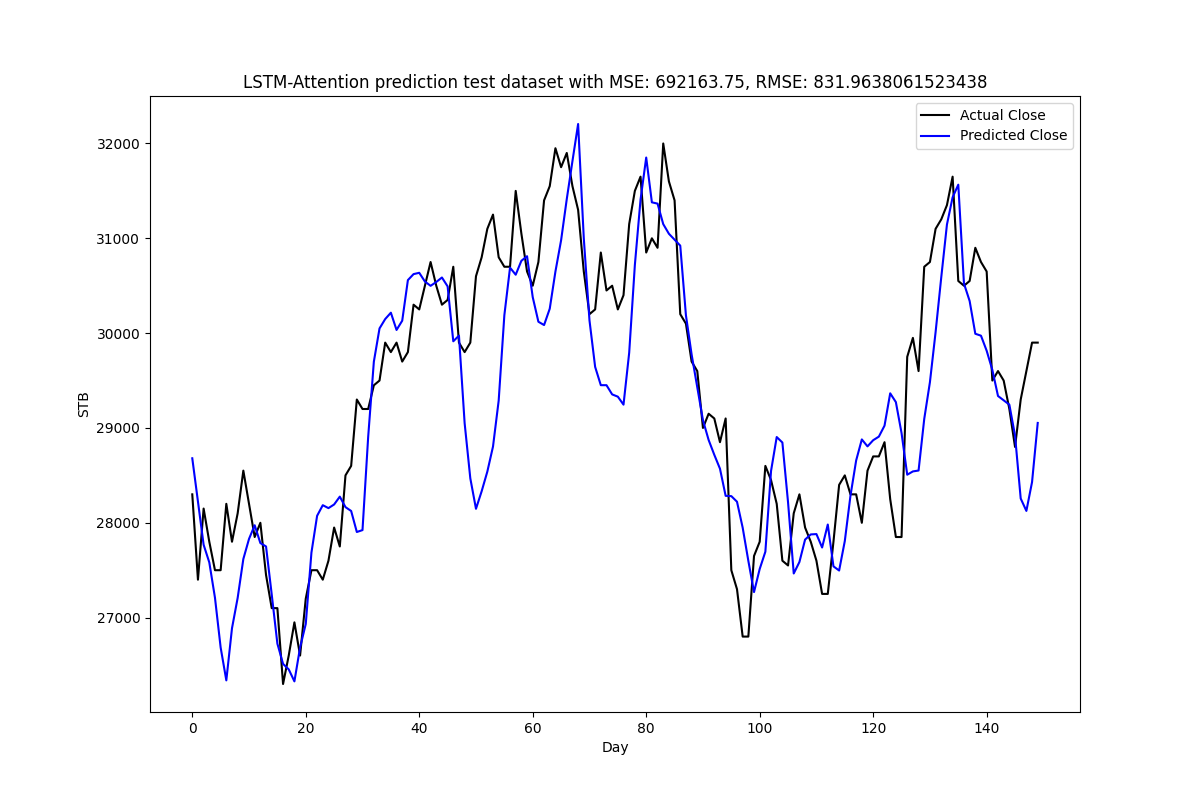 LSTM-Attention prediction test dataset with MSE: 692163.75, RMSE: 831.9638061523438
Actual Close
Predicted Close
32000
31000
30000
29000
28000
27000
STB
0 20 40 60 80 100 120 140
Day